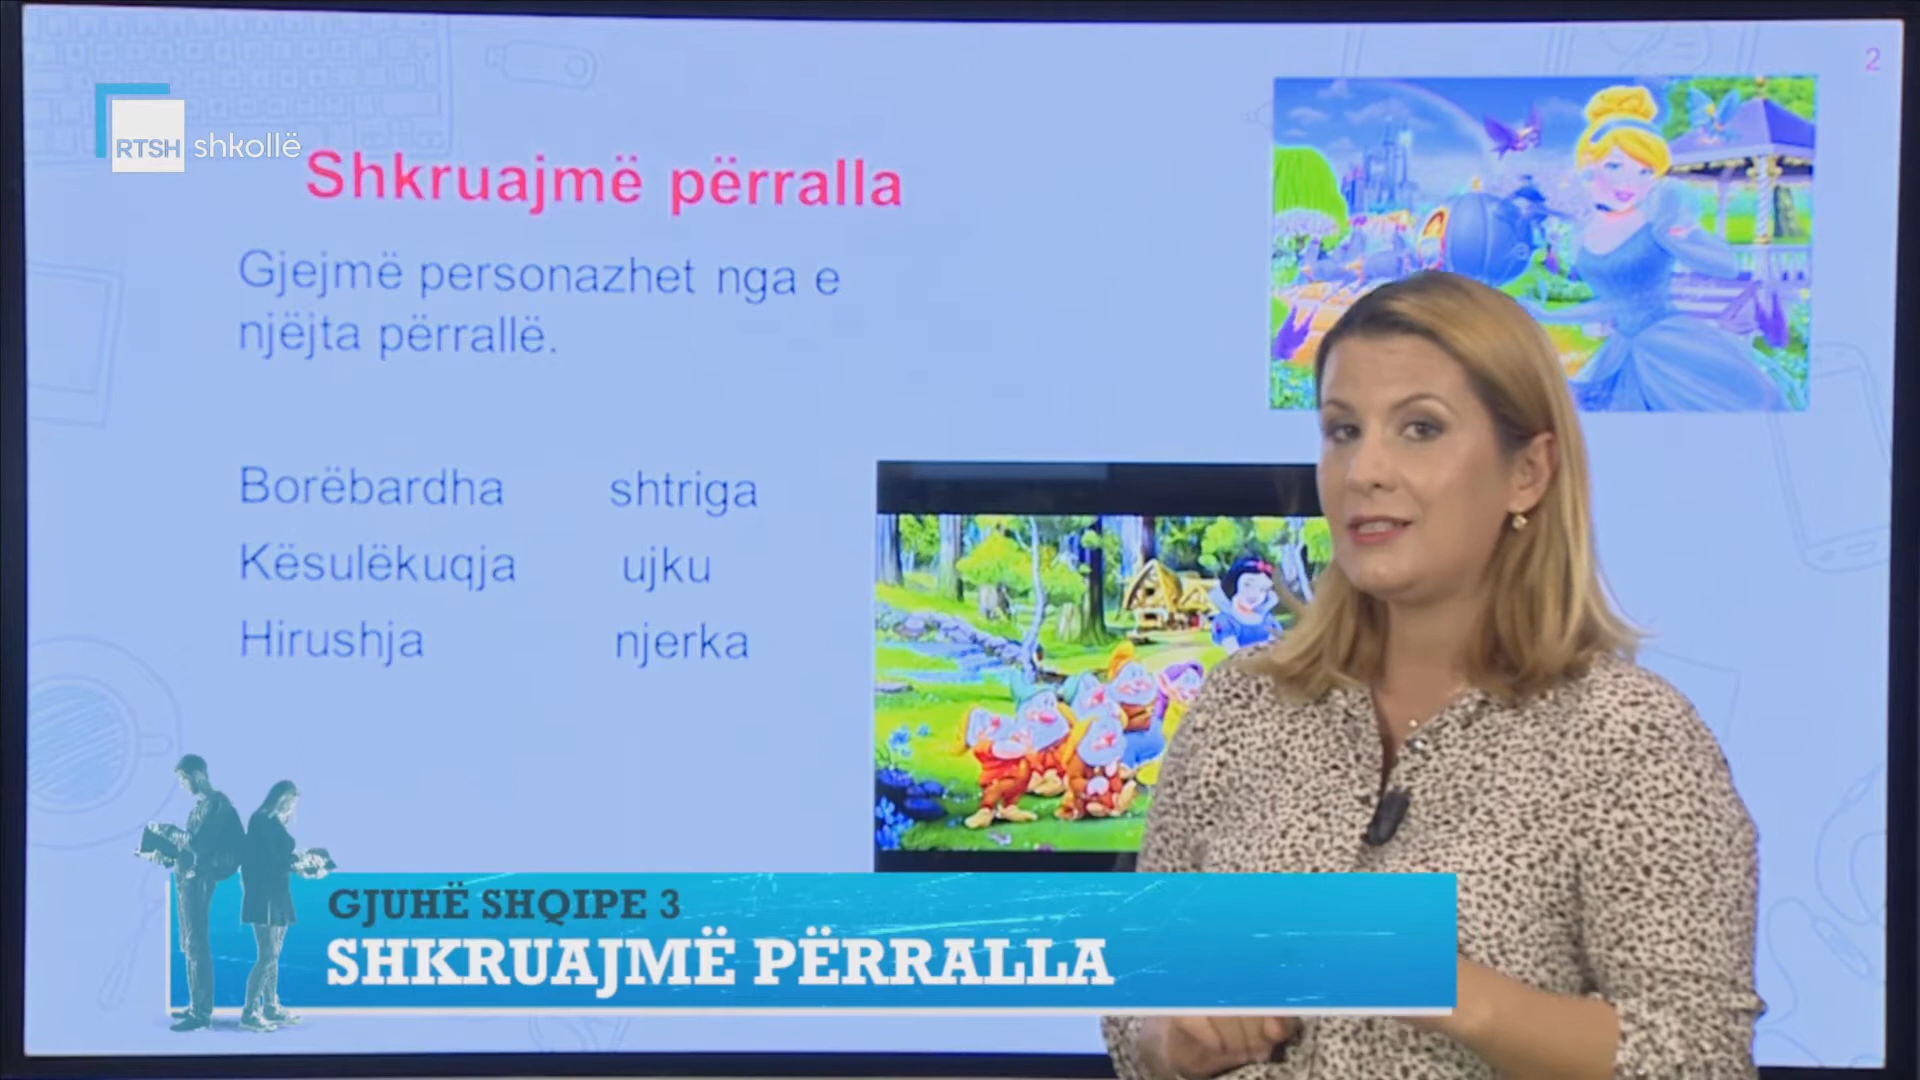 2
RTSH shkollë
Shkruajmë përralla
Gjejmë personazhet nga e
njëjta përrallë.
Borëbardha shtriga
Kësulëkuqja ujku
Hirushja njerka
GJUHË SHQIPE 3
SHKRUAJMË PËRRALLA